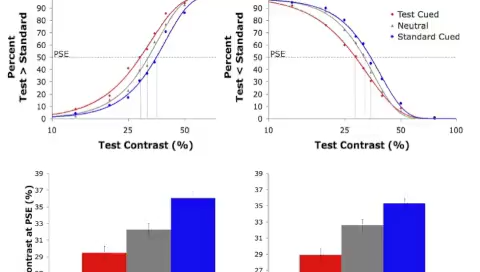 90
80
70
60
50
40
30
20
10
0
PSE
Percent
Test > Standard
10 25 50
Test Contrast (%)
90
80
70
60
50
40
30
20
10
0
PSE
Percent
Test < Standard
Test Cued
Neutral
Standard Cued
10 25 50 100
Test Contrast (%)
39
37
35
33
31
29
contrast at PSE (%)
39
37
35
33
31
29
27